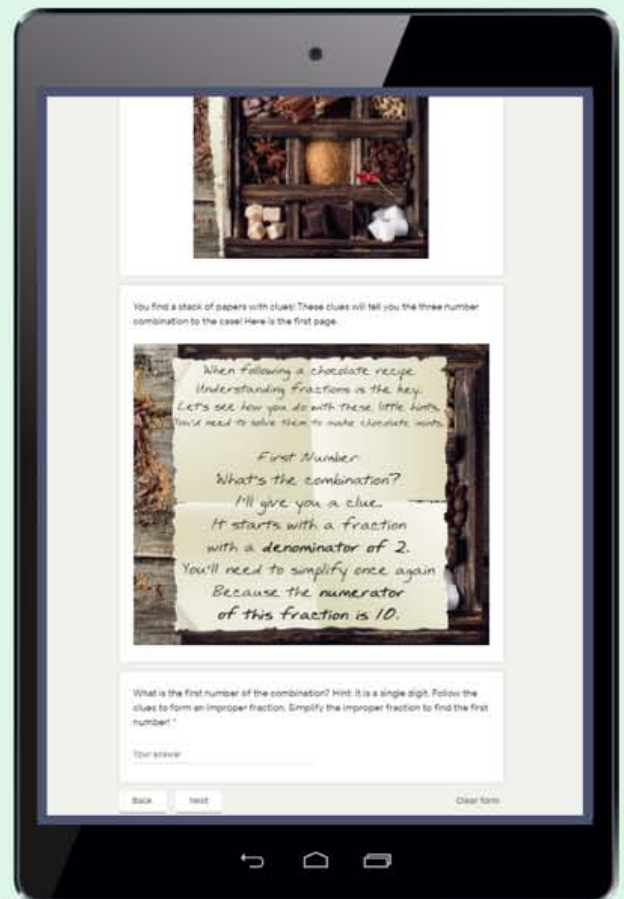 You find a stack of papers with clues! These clues will tell you the three number
combination to the case! Here is the first page.
When following a chocolate recipe
Understanding fractions is the key.
Let's see how you do with these little hints.
You'd need to solve them to make chocolate mints.
First Number:
What's the combination?
I'll give you a clue.
It starts with a fraction
with a denominator of 2.
You'll need to simplify once again
Because the numerator
of this fraction is 10.
What is the first number of the combination? Hint: It is a single digit. Follow the
clues to form an improper fraction. Simplify the improper fraction to find the first
number! *
Your answer
Back
Next
Clear form